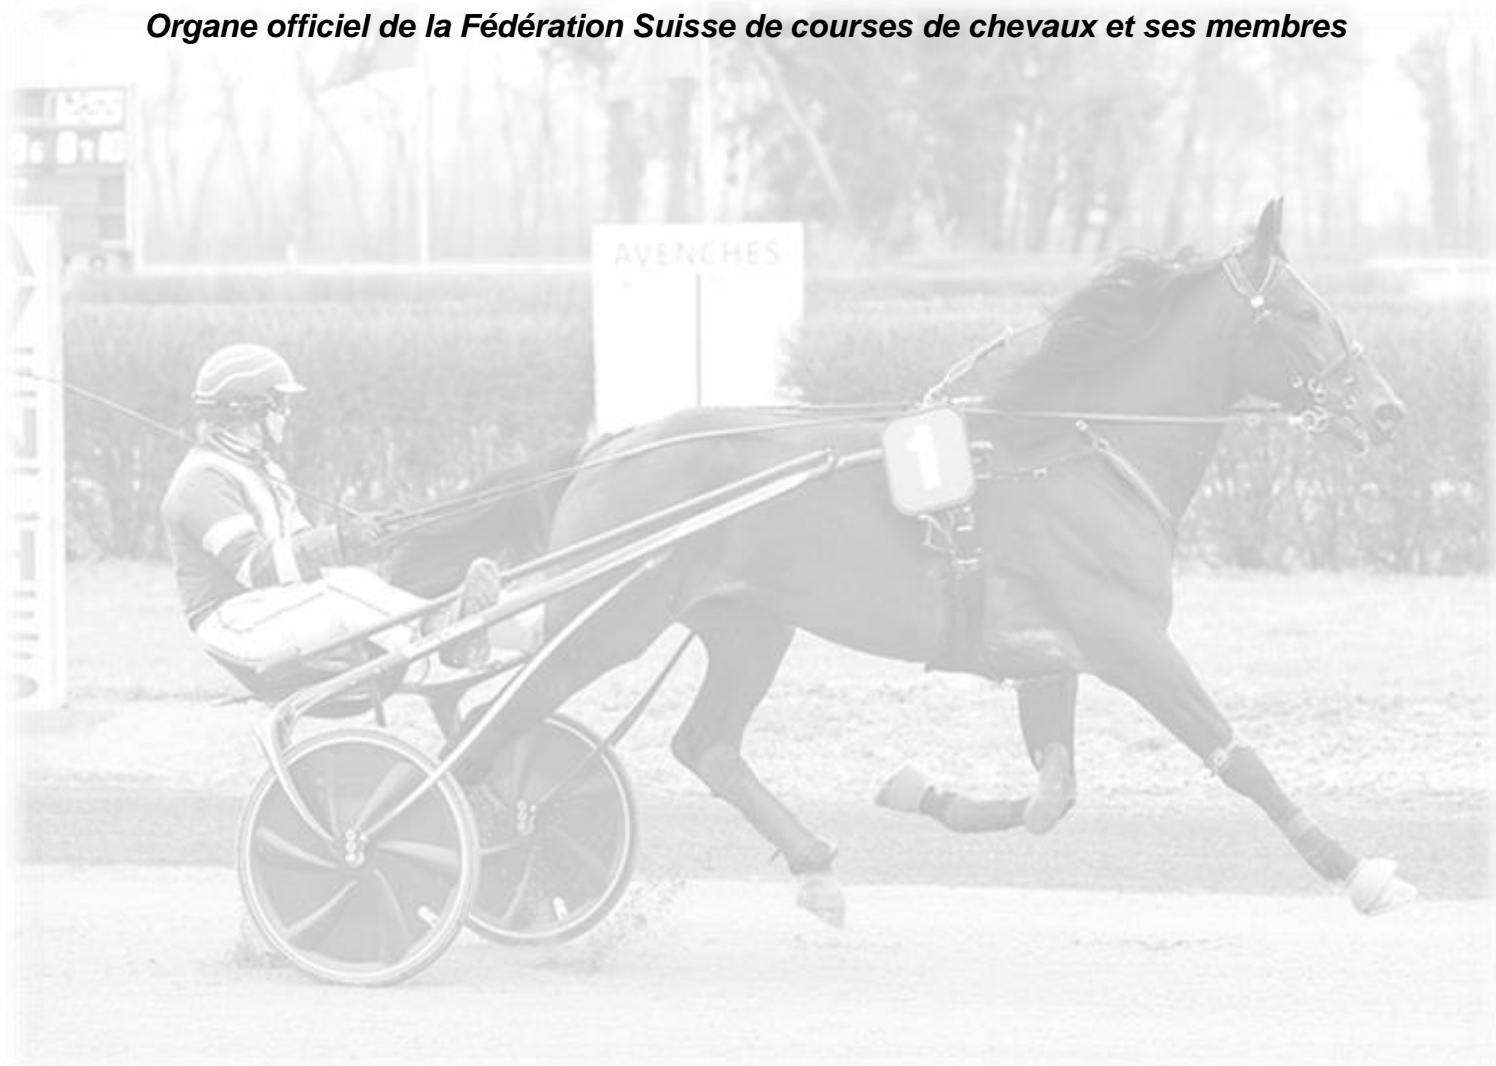 Organe officiel de la Fédération Suisse de courses de chevaux et ses membres
AVENCHES
1